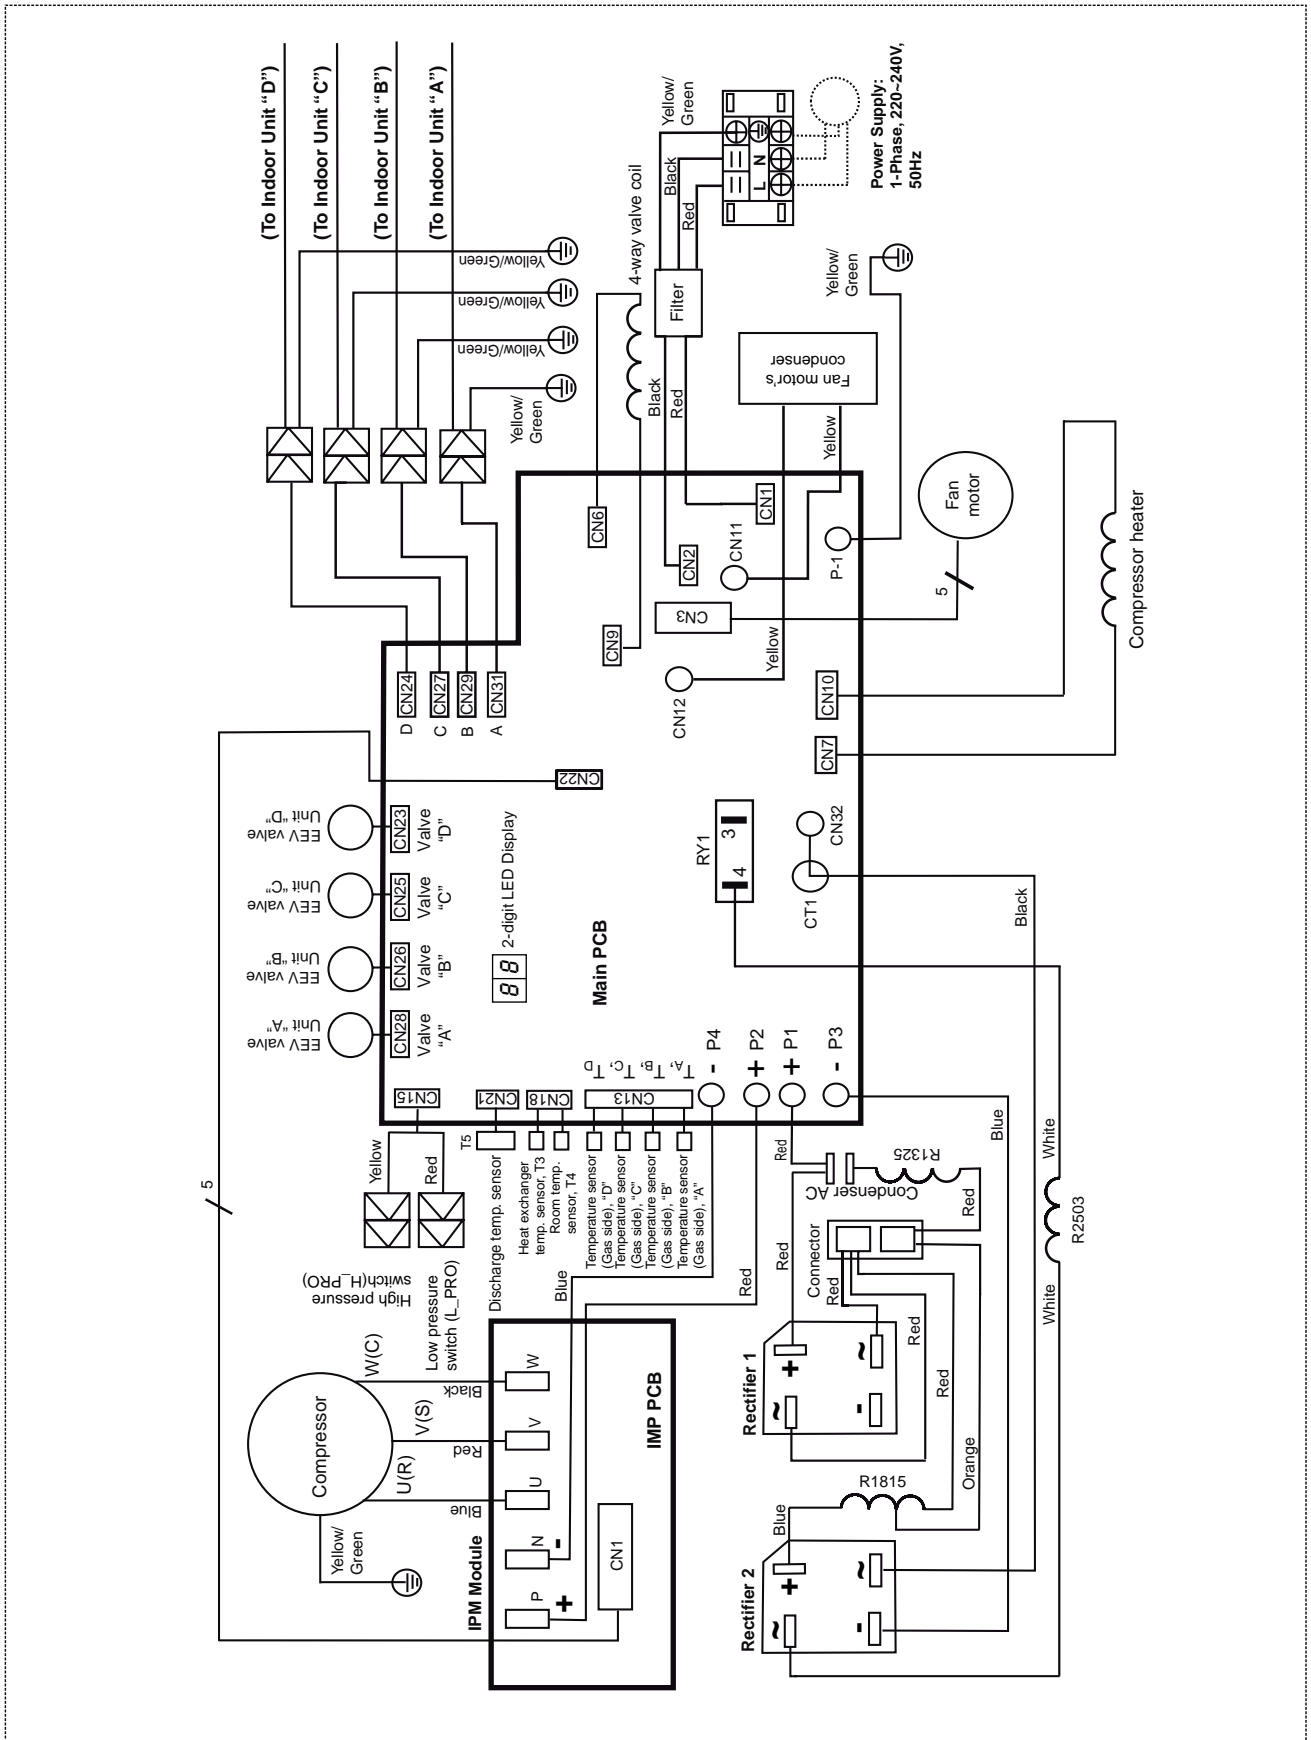 (To Indoor Unit “D”)
(To Indoor Unit “C”)
(To Indoor Unit “B”)
(To Indoor Unit “A”)
Yellow/Green
Yellow/Green
Yellow/Green
Yellow/
Green
4-way valve coil
Filter
Black
Red
Yellow/
Green
Black
Red
L
N
Power Supply:
1-Phase, 220~240V,
50Hz
Yellow/
Green
Fan motor's
condenser
Yellow
Yellow
Fan
motor
5
Compressor heater
D
CN24
C
CN27
B
CN29
A
CN31
CN6
CN9
CN2
CN1
CN11
P-1
CN3
CN12
CN10
CN7
CN22
5
EEV valve
Unit “D”
EEV valve
Unit “C”
EEV valve
Unit “B”
EEV valve
Unit “A”
CN23
Valve
“D”
CN25
Valve
“C”
CN26
Valve
“B”
CN28
Valve
“A”
88
2-digit LED Display
Main PCB
RY1
3
4
CN32
CT1
Black
CN15
CN21
CN18
CN13
TA, TB, TC, TD
- P4
+ P2
+ P1
- P3
Yellow
Red
High pressure
switch(H_PRO)
Low pressure
switch (L_PRO)
T5
Discharge temp. sensor
Heat exchanger
temp. sensor, T3
Room temp.
sensor, T4
Temperature sensor
(Gas side), “D”
Temperature sensor
(Gas side), “C”
Temperature sensor
(Gas side), “B”
Temperature sensor
(Gas side), “A”
Blue
Red
Red
Red
Condenser AC
R1325
Red
Blue
White
R2503
White
Connector
Red
Red
Red
Orange
Rectifier 1
+
~
~
-
R1815
Blue
Rectifier 2
+
~
~
-
Compressor
W(C)
V(S)
U(R)
Black
Red
Blue
Yellow/
Green
IPM Module
IMP PCB
W
V
U
N
-
P
+
CN1